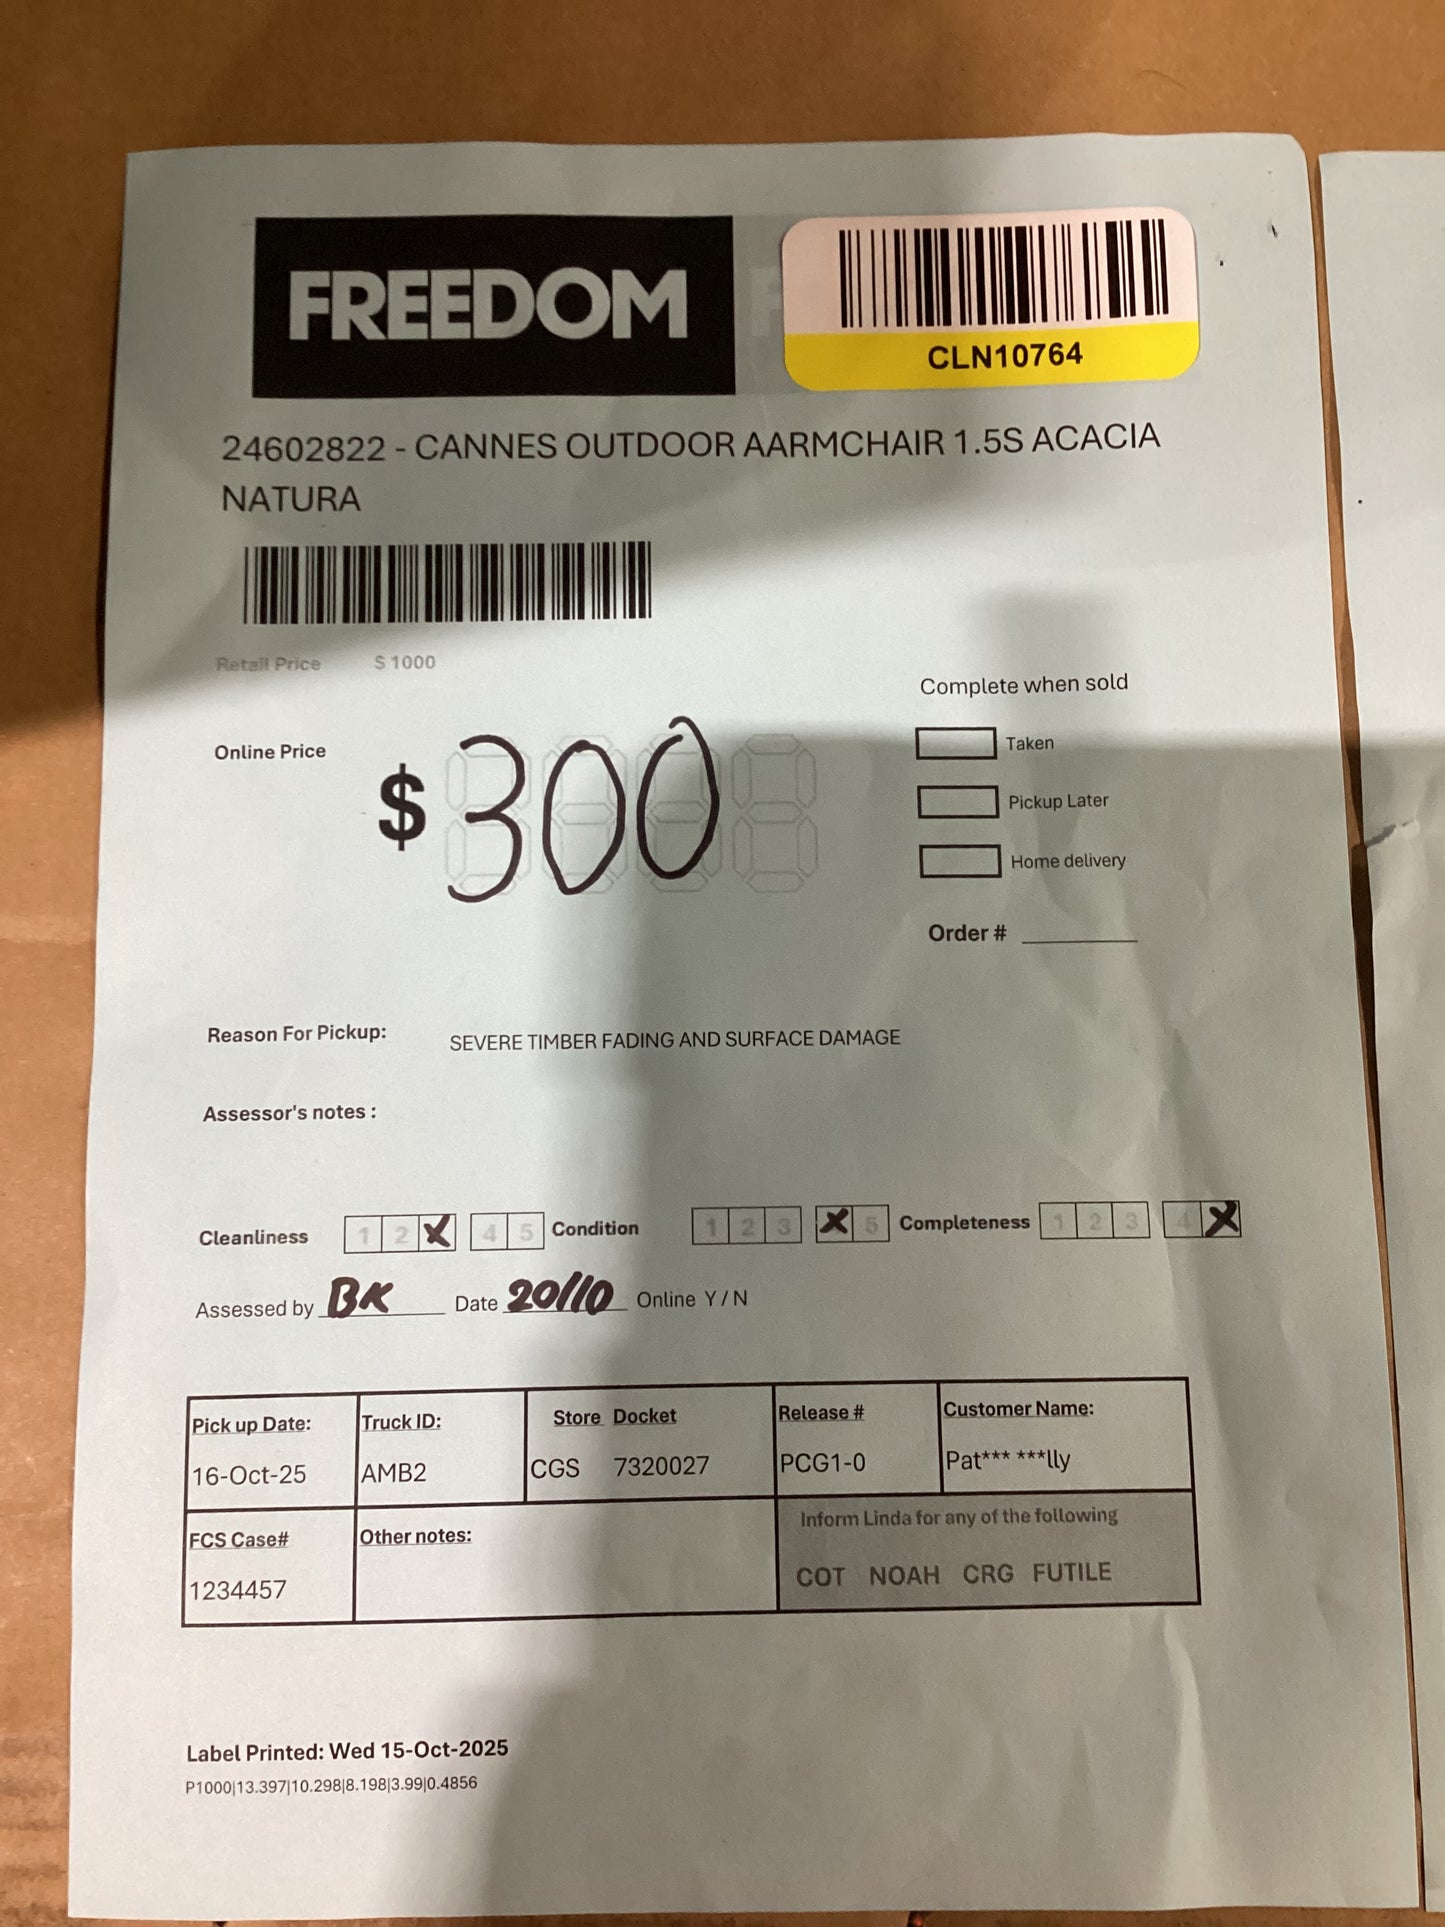 FREEDOM
CLN10764
24602822 - CANNES OUTDOOR AARMCHAIR 1.5S ACACIA
NATURA
Retail Price $ 1000
Complete when sold
Online Price $ 300
Taken
Pickup Later
Home delivery
Order #
Reason For Pickup: SEVERE TIMBER FADING AND SURFACE DAMAGE
Assessor's notes :
Cleanliness 1 2 X 4 5 Condition 1 2 3 X 5 Completeness 1 2 3 4 X
Assessed by BK Date 20/10 Online Y / N
Pick up Date: Truck ID: Store Docket Release # Customer Name:
16-Oct-25 AMB2 CGS 7320027 PCG1-0 Pat*** ***lly
FCS Case# Other notes: Inform Linda for any of the following
1234457 COT NOAH CRG FUTILE
Label Printed: Wed 15-Oct-2025
P1000|13.397|10.298|8.198|3.99|0.4856